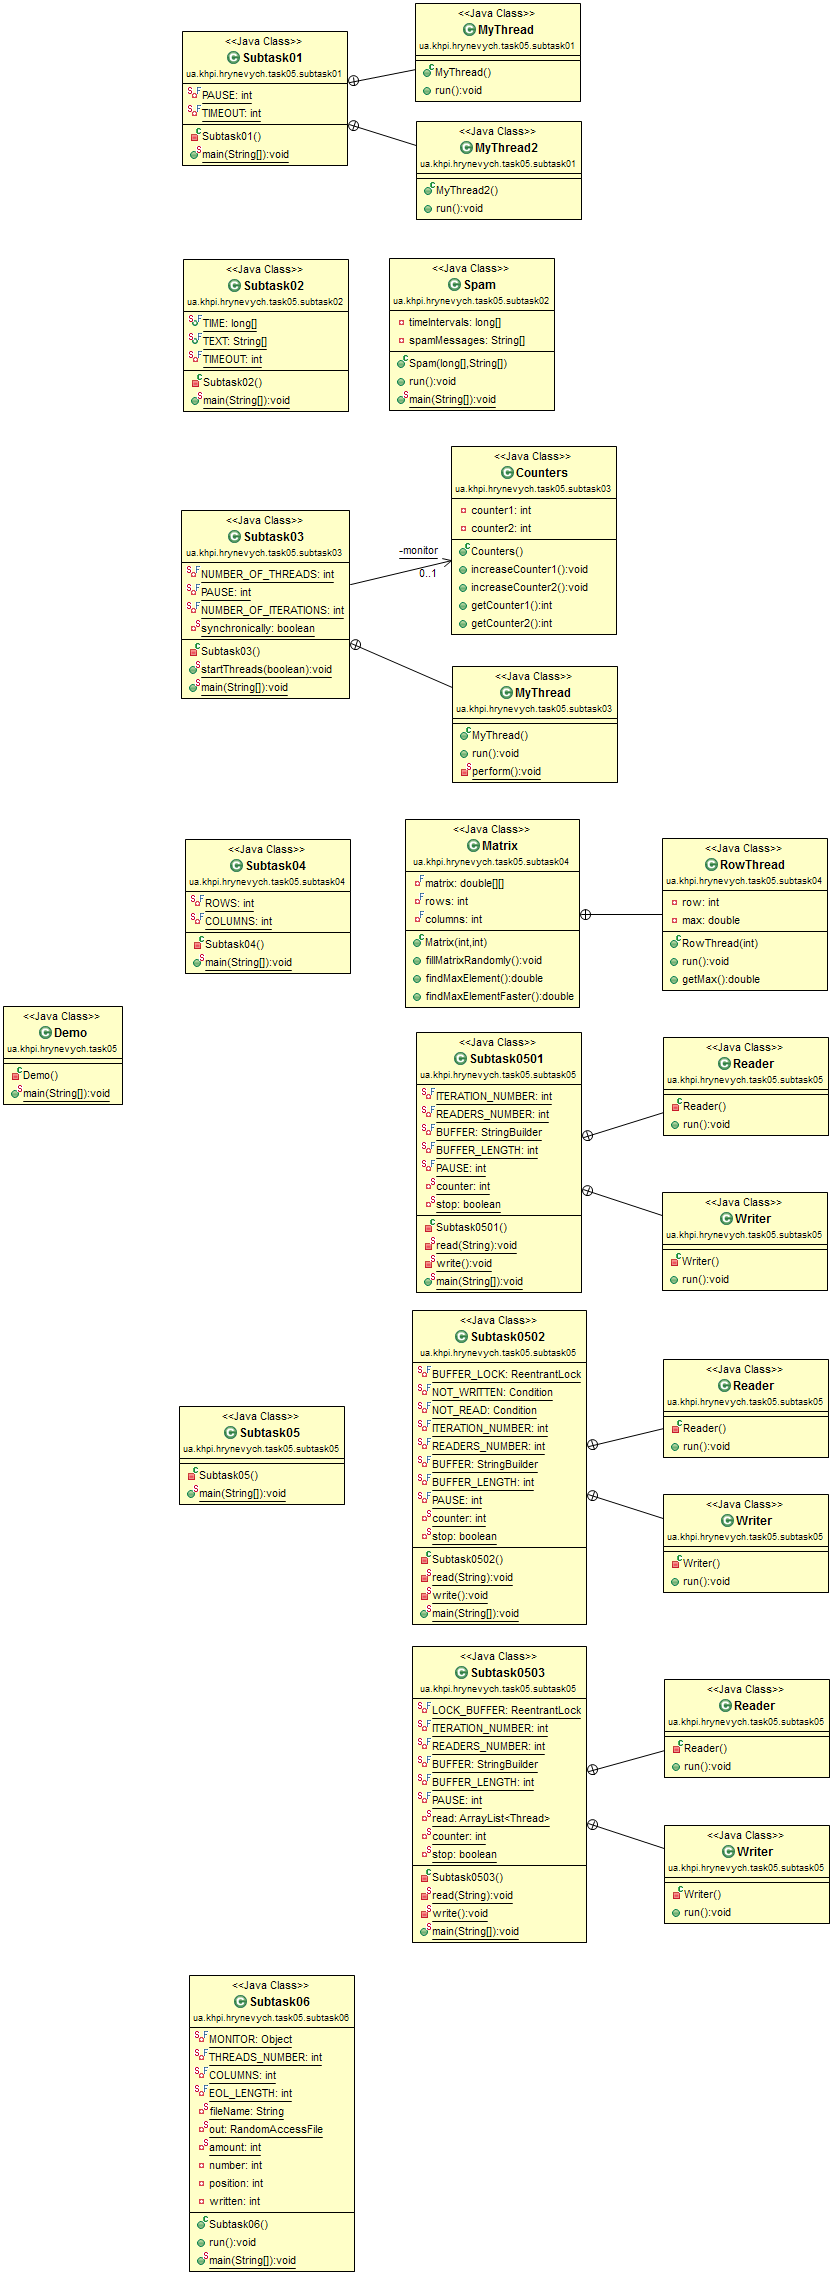 <<Java Class>>
Subtask01
ua.khpi.hrynevych.task05.subtask01
PAUSE: int
TIMEOUT: int
Subtask01()
main(String[]):void
<<Java Class>>
MyThread
ua.khpi.hrynevych.task05.subtask01
MyThread()
run():void
<<Java Class>>
MyThread2
ua.khpi.hrynevych.task05.subtask01
MyThread2()
run():void
<<Java Class>>
Subtask02
ua.khpi.hrynevych.task05.subtask02
TIME: long[]
TEXT: String[]
TIMEOUT: int
Subtask02()
main(String[]):void
<<Java Class>>
Spam
ua.khpi.hrynevych.task05.subtask02
timeIntervals: long[]
spamMessages: String[]
Spam(long[],String[])
run():void
main(String[]):void
<<Java Class>>
Subtask03
ua.khpi.hrynevych.task05.subtask03
NUMBER_OF_THREADS: int
PAUSE: int
NUMBER_OF_ITERATIONS: int
synchronically: boolean
Subtask03()
startThreads(boolean):void
main(String[]):void
-monitor
0..1
<<Java Class>>
Counters
ua.khpi.hrynevych.task05.subtask03
counter1: int
counter2: int
Counters()
increaseCounter1():void
increaseCounter2():void
getCounter1():int
getCounter2():int
<<Java Class>>
MyThread
ua.khpi.hrynevych.task05.subtask03
MyThread()
run():void
perform():void
<<Java Class>>
Subtask04
ua.khpi.hrynevych.task05.subtask04
ROWS: int
COLUMNS: int
Subtask04()
main(String[]):void
<<Java Class>>
Matrix
ua.khpi.hrynevych.task05.subtask04
matrix: double[][]
rows: int
columns: int
Matrix(int,int)
fillMatrixRandomly():void
findMaxElement():double
findMaxElementFaster():double
<<Java Class>>
RowThread
ua.khpi.hrynevych.task05.subtask04
row: int
max: double
RowThread(int)
run():void
getMax():double
<<Java Class>>
Demo
ua.khpi.hrynevych.task05
Demo()
main(String[]):void
<<Java Class>>
Subtask0501
ua.khpi.hrynevych.task05.subtask05
ITERATION_NUMBER: int
READERS_NUMBER: int
BUFFER: StringBuilder
BUFFER_LENGTH: int
PAUSE: int
counter: int
stop: boolean
Subtask0501()
read(String):void
write():void
main(String[]):void
<<Java Class>>
Reader
ua.khpi.hrynevych.task05.subtask05
Reader()
run():void
<<Java Class>>
Writer
ua.khpi.hrynevych.task05.subtask05
Writer()
run():void
<<Java Class>>
Subtask05
ua.khpi.hrynevych.task05.subtask05
Subtask05()
main(String[]):void
<<Java Class>>
Subtask0502
ua.khpi.hrynevych.task05.subtask05
BUFFER_LOCK: ReentrantLock
NOT_WRITTEN: Condition
NOT_READ: Condition
ITERATION_NUMBER: int
READERS_NUMBER: int
BUFFER: StringBuilder
BUFFER_LENGTH: int
PAUSE: int
counter: int
stop: boolean
Subtask0502()
read(String):void
write():void
main(String[]):void
<<Java Class>>
Reader
ua.khpi.hrynevych.task05.subtask05
Reader()
run():void
<<Java Class>>
Writer
ua.khpi.hrynevych.task05.subtask05
Writer()
run():void
<<Java Class>>
Subtask0503
ua.khpi.hrynevych.task05.subtask05
LOCK_BUFFER: ReentrantLock
ITERATION_NUMBER: int
READERS_NUMBER: int
BUFFER: StringBuilder
BUFFER_LENGTH: int
PAUSE: int
read: ArrayList<Thread>
counter: int
stop: boolean
Subtask0503()
read(String):void
write():void
main(String[]):void
<<Java Class>>
Reader
ua.khpi.hrynevych.task05.subtask05
Reader()
run():void
<<Java Class>>
Writer
ua.khpi.hrynevych.task05.subtask05
Writer()
run():void
<<Java Class>>
Subtask06
ua.khpi.hrynevych.task05.subtask06
MONITOR: Object
THREADS_NUMBER: int
COLUMNS: int
EOL_LENGTH: int
fileName: String
out: RandomAccessFile
amount: int
number: int
position: int
written: int
Subtask06()
run():void
main(String[]):void